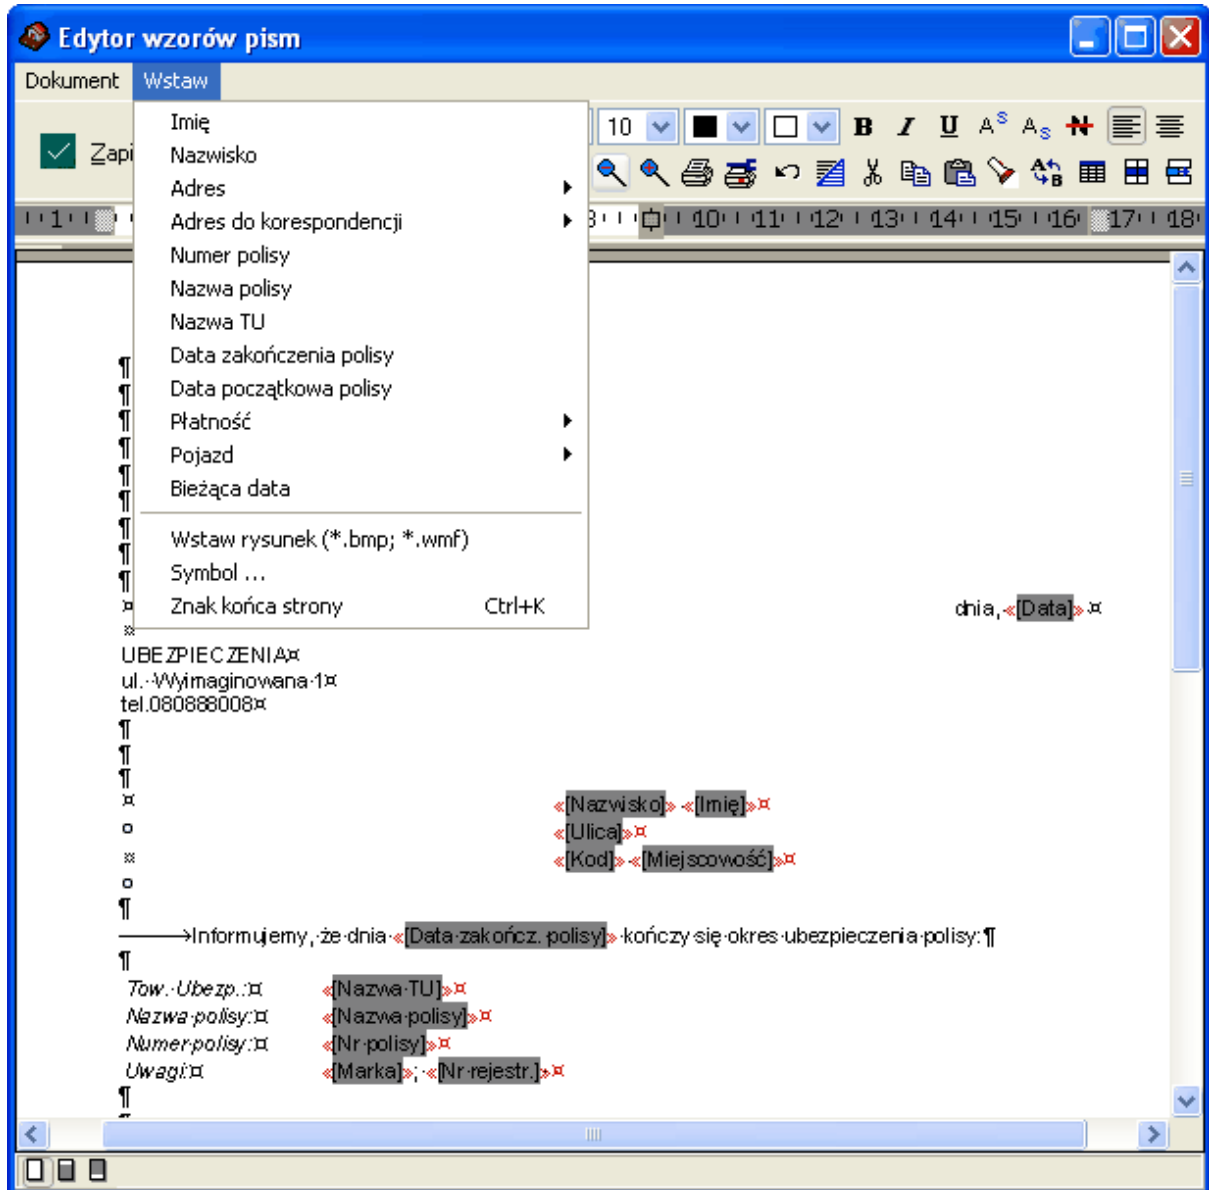 Edytor wzorów pism
Dokument Wstaw
Imię
Nazwisko
Adres
Adres do korespondencji
Numer polisy
Nazwa polisy
Nazwa TU
Data zakończenia polisy
Data początkowa polisy
Płatność
Pojazd
Bieżąca data
Wstaw rysunek (*.bmp; *.wmf)
Symbol ...
Znak końca strony Ctrl+K
Zapi
10 B I U A^S A_S N
1 10 11 12 13 14 15 16 17 18
dnia, «[Data]»
UBEZPIECZENIA
ul. Wyimaginowana 1
tel.080888008
«[Nazwisko]» «[Imię]»
«[Ulica]»
«[Kod]» «[Miejscowość]»
Informujemy, że dnia «[Data zakończ. polisy]» kończy się okres ubezpieczenia polisy:
Tow. Ubezp.: «[Nazwa TU]»
Nazwa polisy: «[Nazwa polisy]»
Numer polisy: «[Nr polisy]»
Uwagi: «[Marka]»; «[Nr rejestr.]»